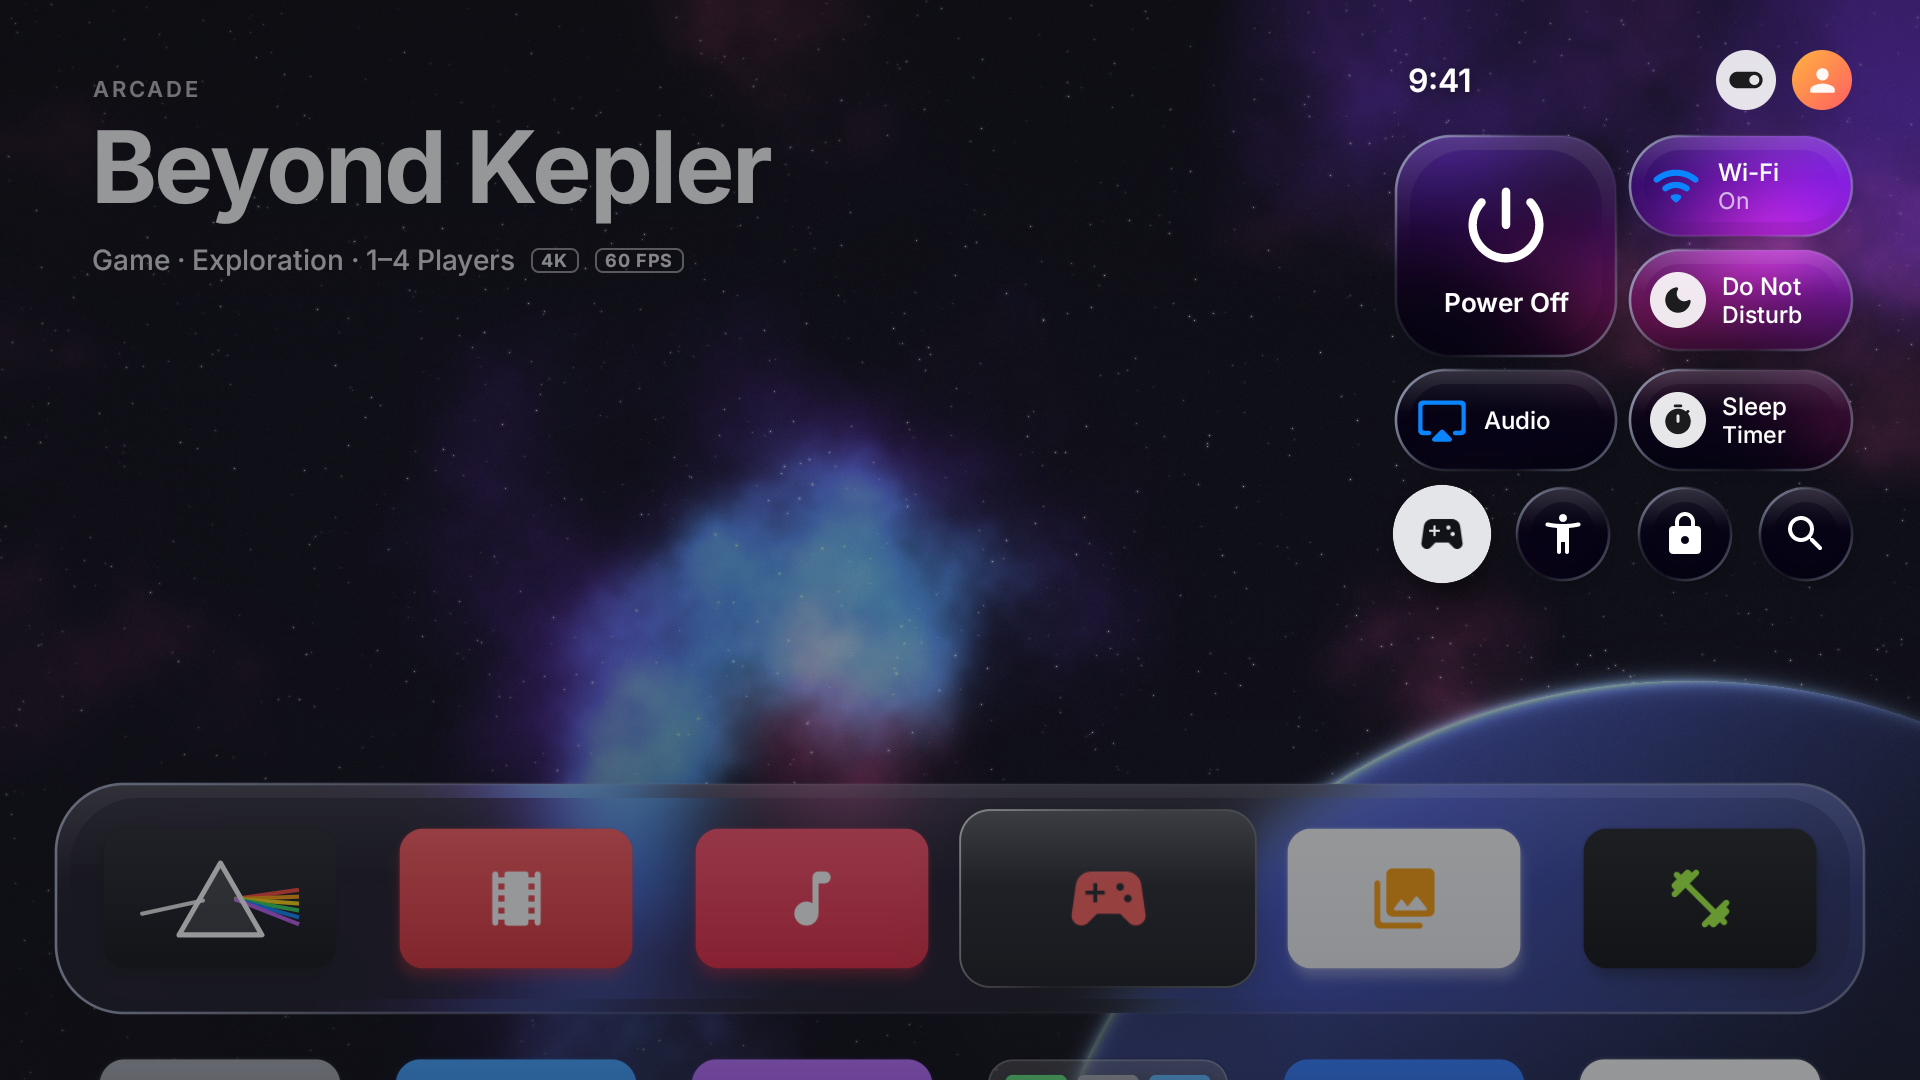 ARCADE
Beyond Kepler
Game · Exploration · 1–4 Players 4K 60 FPS
9:41
Power Off
Wi-Fi
On
Do Not
Disturb
Audio
Sleep
Timer